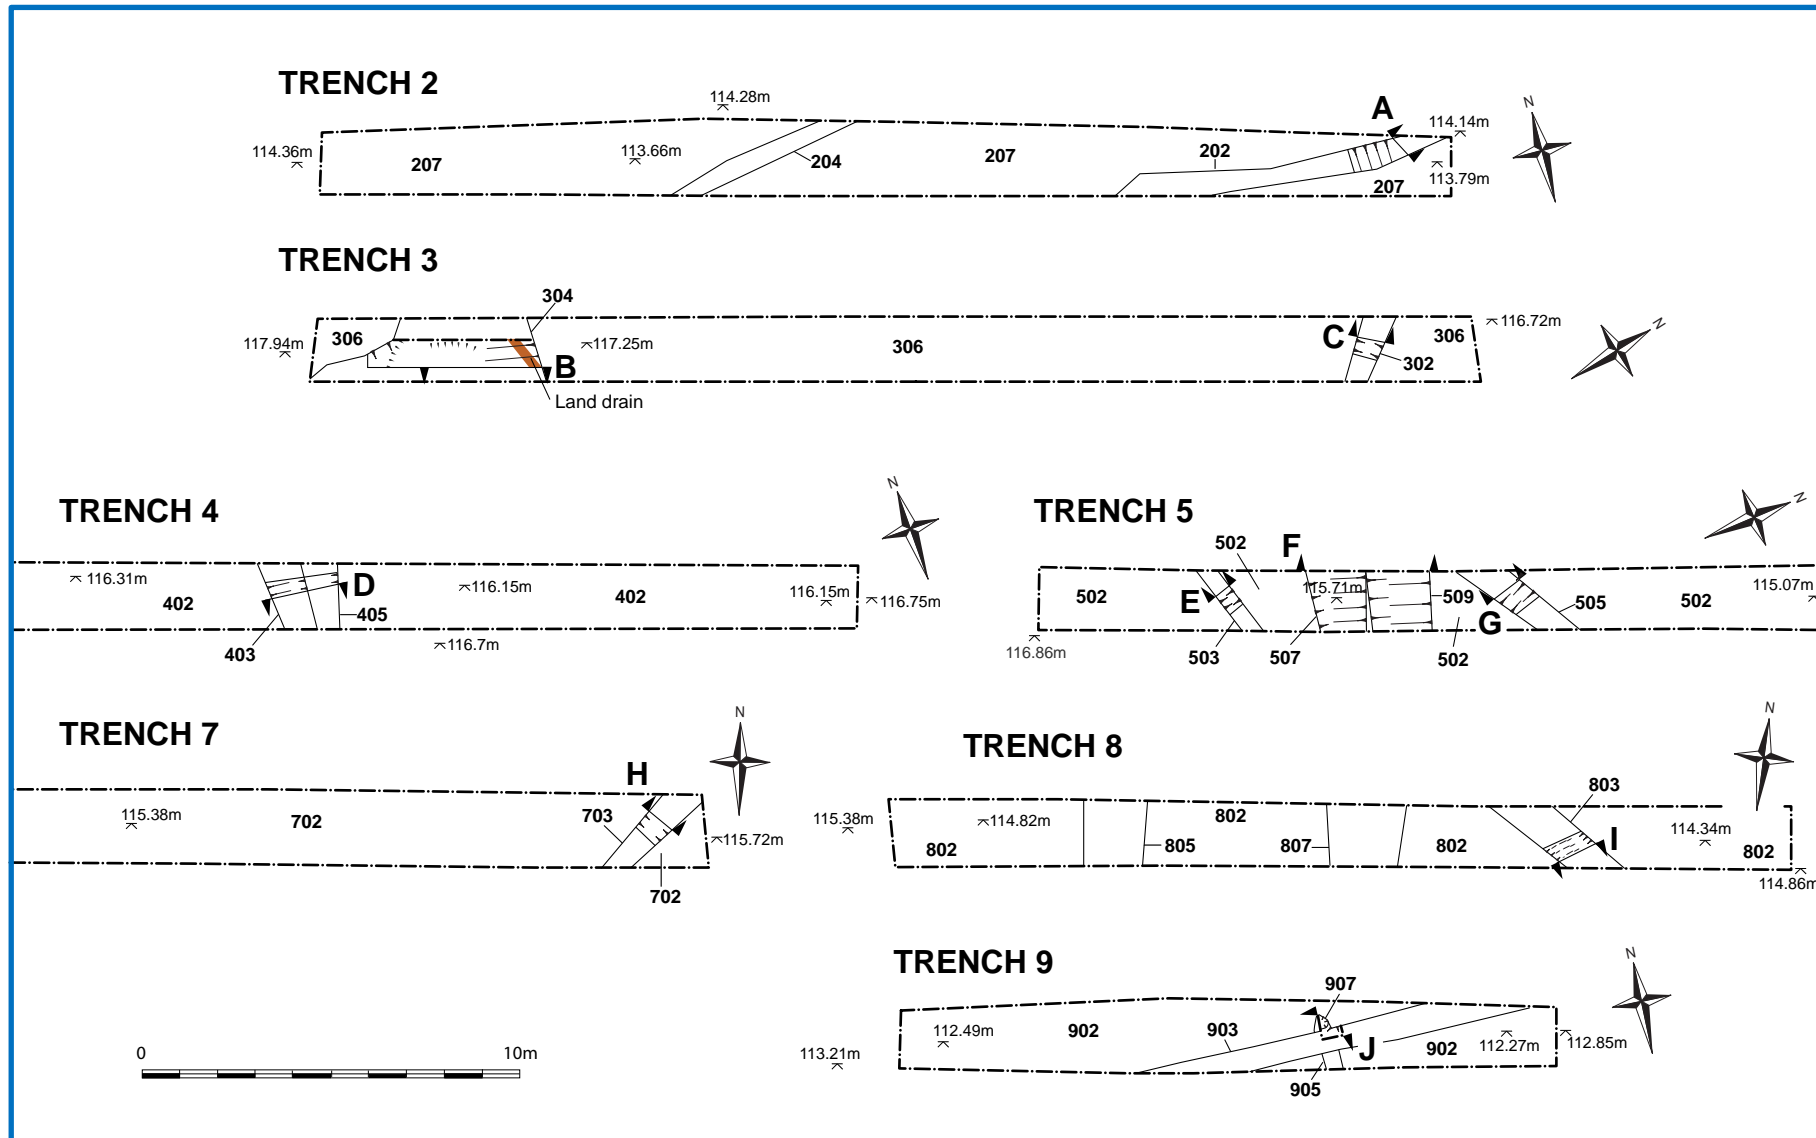 TRENCH 2
114.28m
A
N
114.14m
114.36m
113.66m
207
204
207
202
207
113.79m
TRENCH 3
304
117.94m
306
117.25m
306
C
306
116.72m
N
302
B
Land drain
TRENCH 4
N
116.31m
402
D
116.15m
402
116.15m
116.75m
405
403
116.7m
TRENCH 5
N
502
F
502
E
115.71m
509
G
505
502
115.07m
116.86m
503
507
502
TRENCH 7
N
H
115.38m
702
703
115.72m
702
TRENCH 8
N
803
115.38m
114.82m
802
802
805
807
802
I
114.34m
802
114.86m
TRENCH 9
N
907
112.49m
902
903
J
902
112.27m
112.85m
113.21m
905
0
10m